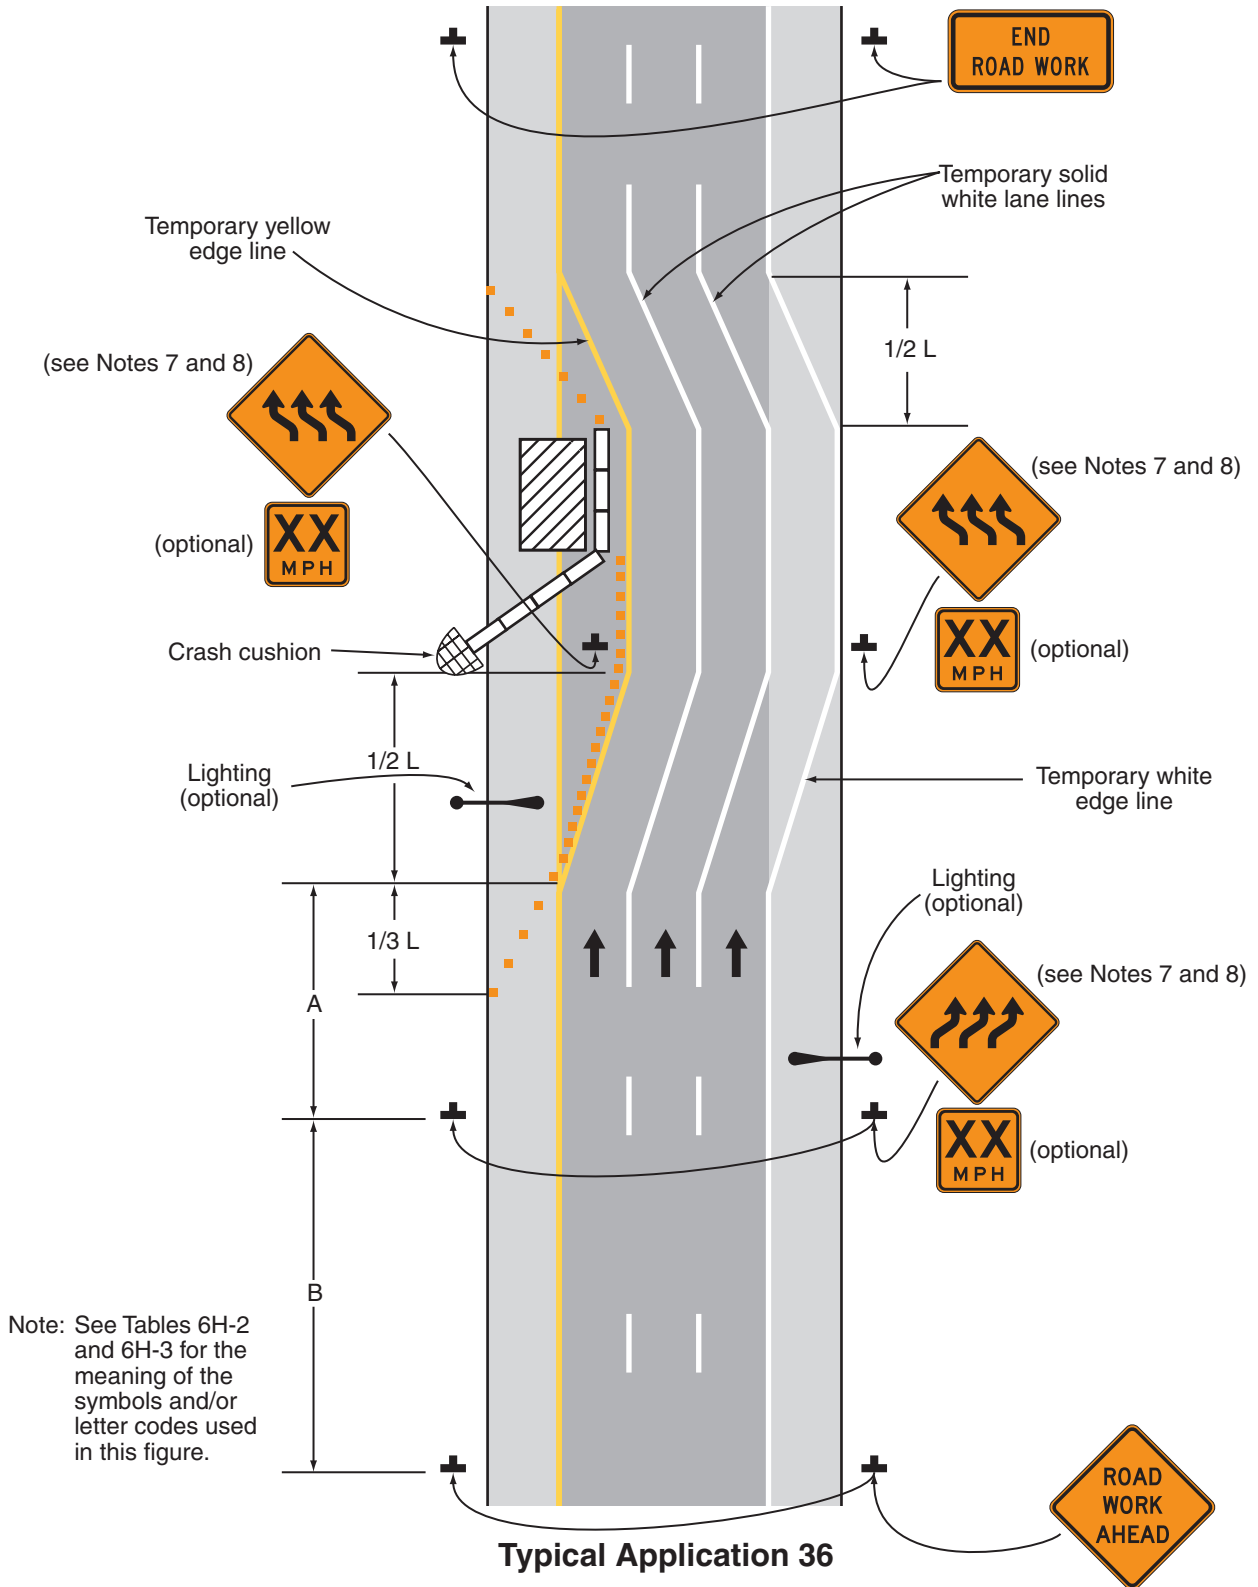 END
ROAD WORK
Temporary solid
white lane lines
Temporary yellow
edge line
(see Notes 7 and 8)
1/2 L
(see Notes 7 and 8)
XX
MPH
(optional)
XX
MPH
(optional)
Crash cushion
1/2 L
Lighting
(optional)
Temporary white
edge line
Lighting
(optional)
1/3 L
(see Notes 7 and 8)
A
XX
MPH
(optional)
B
Note: See Tables 6H-2
and 6H-3 for the
meaning of the
symbols and/or
letter codes used
in this figure.
ROAD
WORK
AHEAD
Typical Application 36